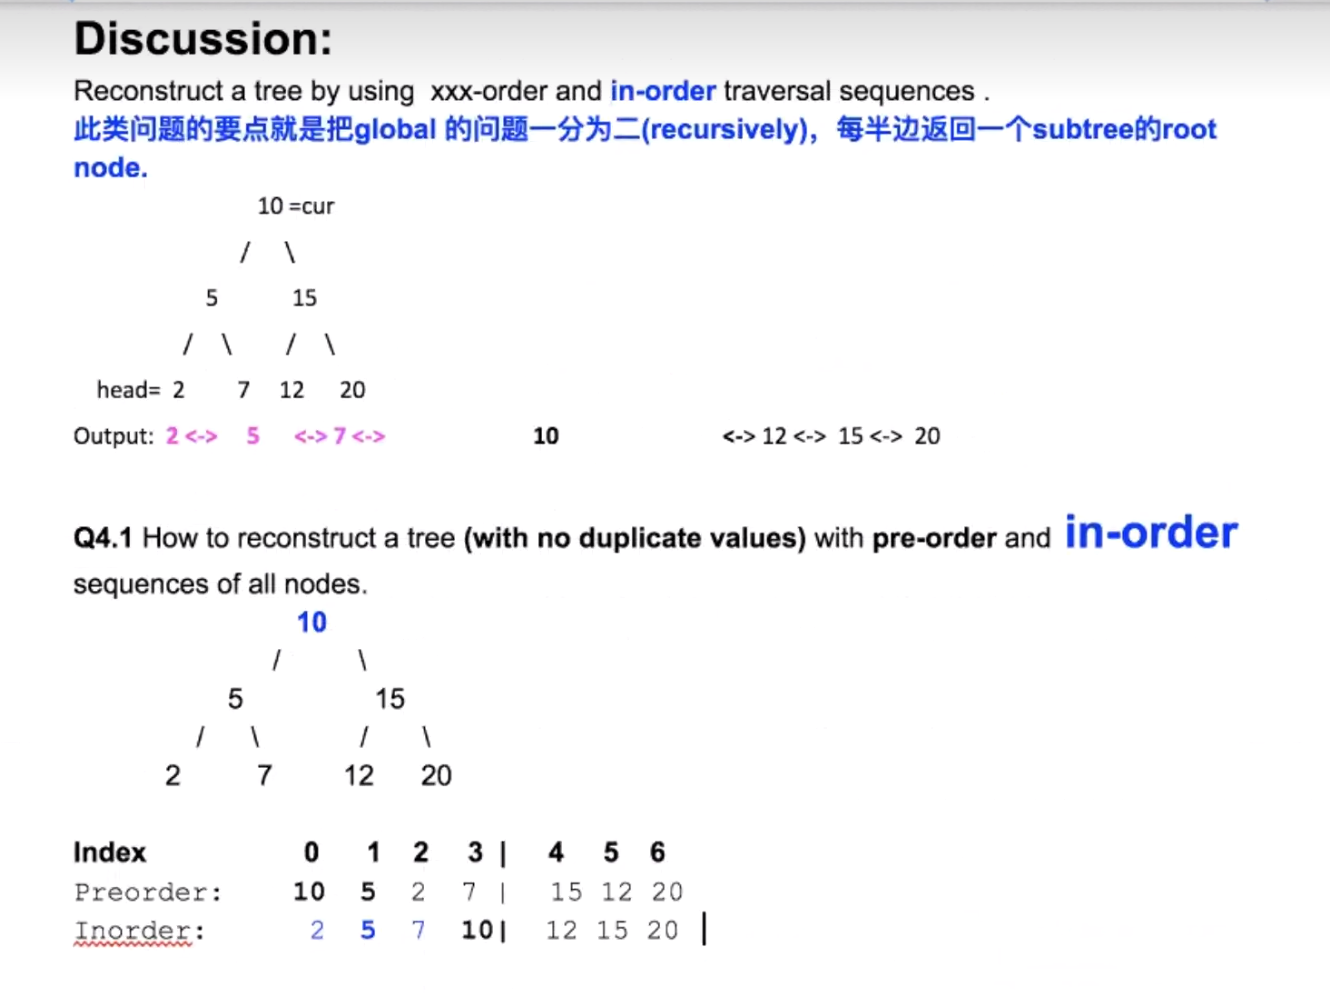 Discussion:
Reconstruct a tree by using xxx-order and in-order traversal sequences .
此类问题的要点就是把global 的问题一分为二(recursively)，每半边返回一个subtree的root
node.
10 =cur
/ \
5 15
/ \ / \
head= 2 7 12 20
Output: 2 <-> 5 <-> 7 <-> 10 <-> 12 <-> 15 <-> 20
Q4.1 How to reconstruct a tree (with no duplicate values) with pre-order and in-order
sequences of all nodes.
10
/ \
5 15
/ \ / \
2 7 12 20
Index 0 1 2 3 | 4 5 6
Preorder: 10 5 2 7 | 15 12 20
Inorder: 2 5 7 10| 12 15 20